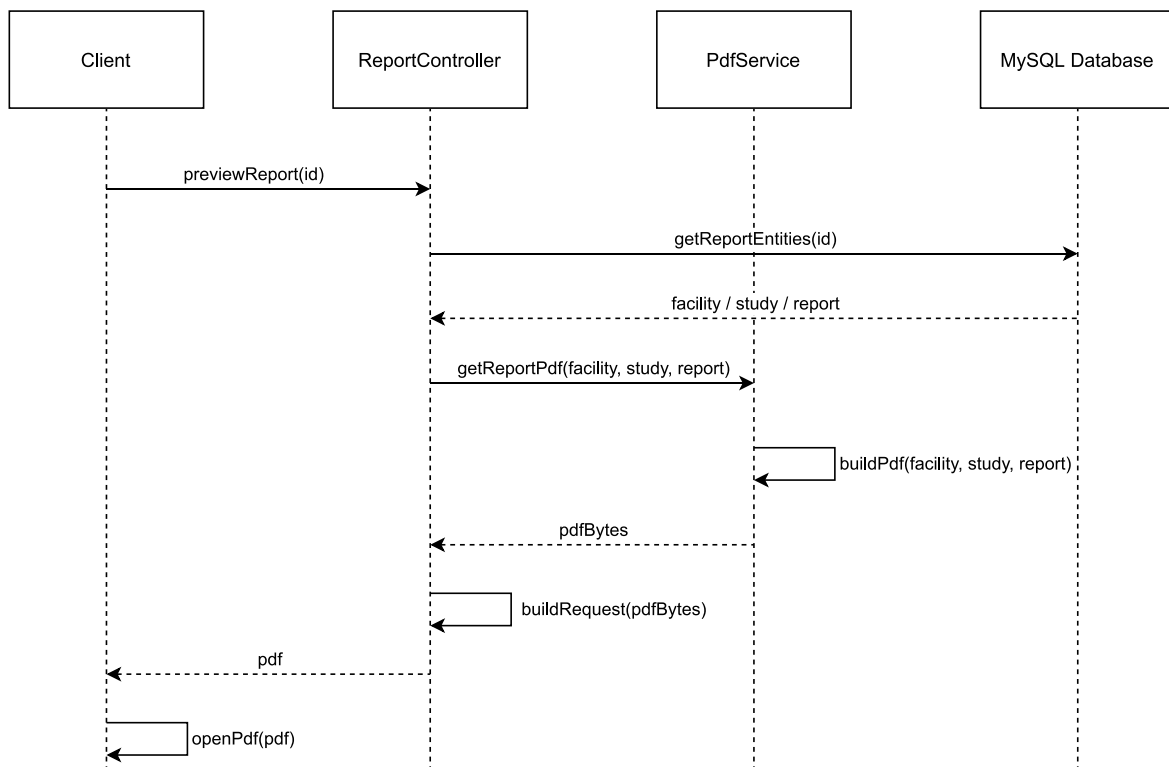 Client
ReportController
PdfService
MySQL Database
previewReport(id)
getReportEntities(id)
facility / study / report
getReportPdf(facility, study, report)
buildPdf(facility, study, report)
pdfBytes
buildRequest(pdfBytes)
pdf
openPdf(pdf)